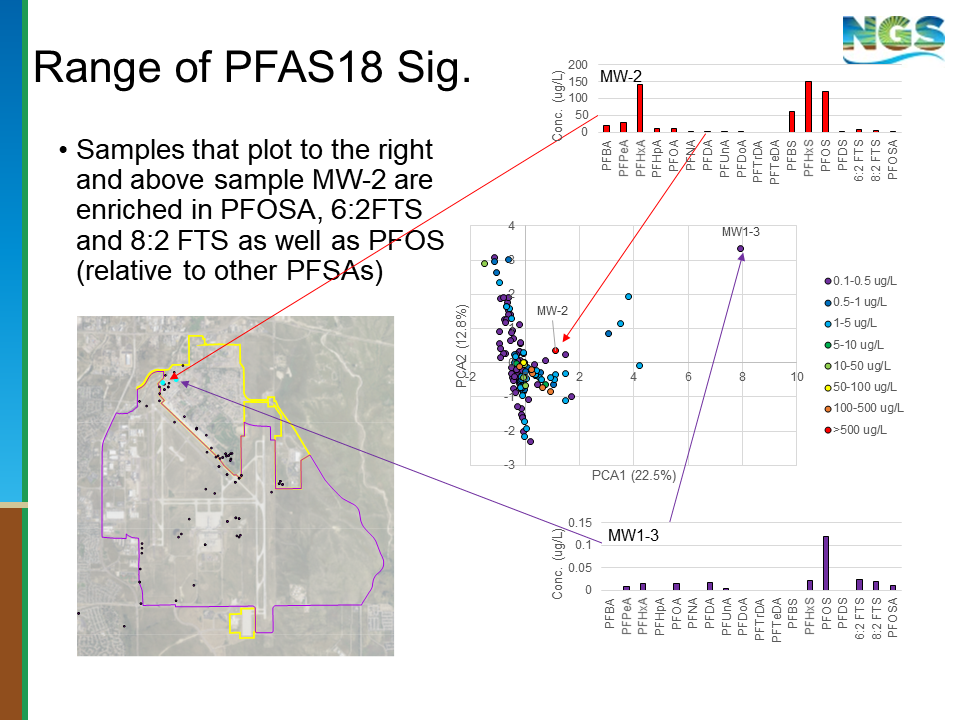 NGS
Range of PFAS18 Sig.
• Samples that plot to the right
and above sample MW-2 are
enriched in PFOSA, 6:2FTS
and 8:2 FTS as well as PFOS
(relative to other PFSAs)
MW-2
Conc. (ug/L)
200
150
100
50
0
PFBA
PFPeA
PFHxA
PFHpA
PFOA
PFNA
PFDA
PFUnA
PFDoA
PFTrDA
PFTeDA
PFBS
PFHxS
PFOS
PFDS
6:2 FTS
8:2 FTS
PFOSA
MW1-3
MW-2
PCA2 (12.8%)
4
3
2
1
0
-1
-2
-3
-2
0
2
4
6
8
10
PCA1 (22.5%)
0.1-0.5 ug/L
0.5-1 ug/L
1-5 ug/L
5-10 ug/L
10-50 ug/L
50-100 ug/L
100-500 ug/L
>500 ug/L
MW1-3
Conc. (ug/L)
0.15
0.1
0.05
0
PFBA
PFPeA
PFHxA
PFHpA
PFOA
PFNA
PFDA
PFUnA
PFDoA
PFTrDA
PFTeDA
PFBS
PFHxS
PFOS
PFDS
6:2 FTS
8:2 FTS
PFOSA